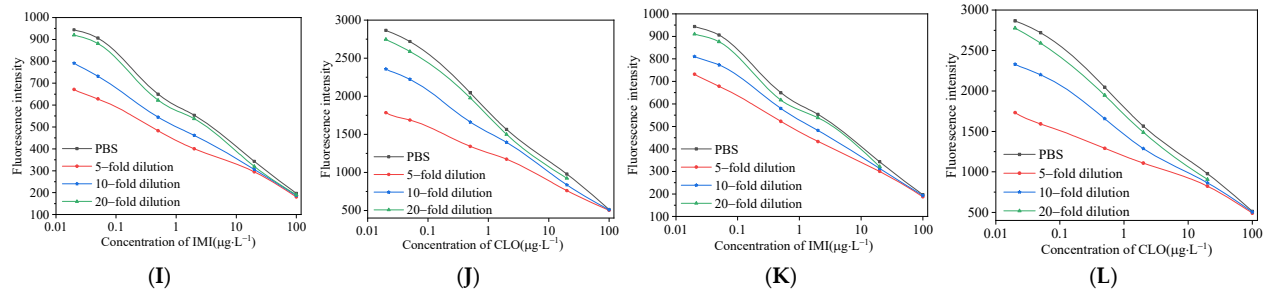 1000
900
800
700
600
500
400
300
200
100
Fluorescence intensity
PBS
5−fold dilution
10−fold dilution
20−fold dilution
0.01 0.1 1 10 100
Concentration of IMI(μg·L⁻¹)
(I)
3000
2500
2000
1500
1000
500
Fluorescence intensity
PBS
5−fold dilution
10−fold dilution
20−fold dilution
0.01 0.1 1 10 100
Concentration of CLO(μg·L⁻¹)
(J)
1000
900
800
700
600
500
400
300
200
100
Fluorescence intensity
PBS
5−fold dilution
10−fold dilution
20−fold dilution
0.01 0.1 1 10 100
Concentration of IMI(μg·L⁻¹)
(K)
3000
2500
2000
1500
1000
500
Fluorescence intensity
PBS
5−fold dilution
10−fold dilution
20−fold dilution
0.01 0.1 1 10 100
Concentration of CLO(μg·L⁻¹)
(L)